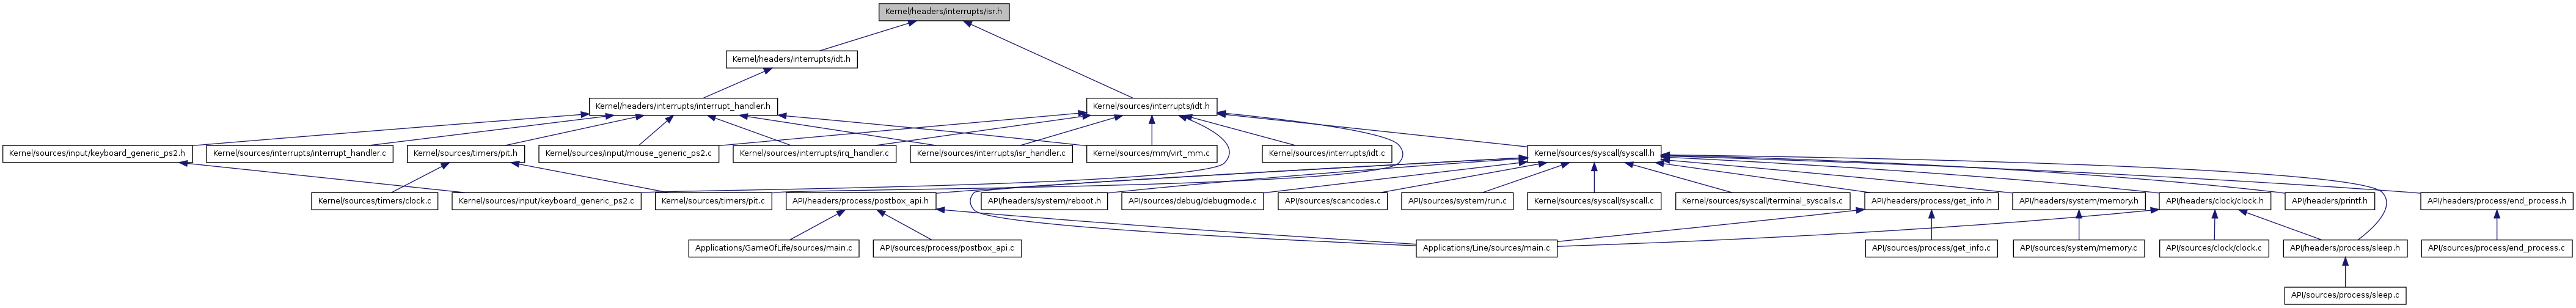 Kernel/headers/interrupts/isr.h
Kernel/headers/interrupts/idt.h
Kernel/headers/interrupts/interrupt_handler.h
Kernel/sources/interrupts/idt.h
Kernel/sources/input/keyboard_generic_ps2.h
Kernel/sources/interrupts/interrupt_handler.c
Kernel/sources/timers/pit.h
Kernel/sources/input/mouse_generic_ps2.c
Kernel/sources/interrupts/irq_handler.c
Kernel/sources/interrupts/isr_handler.c
Kernel/sources/mm/virt_mm.c
Kernel/sources/interrupts/idt.c
Kernel/sources/syscall/syscall.h
Kernel/sources/timers/clock.c
Kernel/sources/input/keyboard_generic_ps2.c
Kernel/sources/timers/pit.c
API/headers/process/postbox_api.h
API/headers/system/reboot.h
API/sources/debug/debugmode.c
API/sources/scancodes.c
API/sources/system/run.c
Kernel/sources/syscall/syscall.c
Kernel/sources/syscall/terminal_syscalls.c
API/headers/process/get_info.h
API/headers/system/memory.h
API/headers/clock/clock.h
API/headers/printf.h
API/headers/process/end_process.h
Applications/GameOfLife/sources/main.c
API/sources/process/postbox_api.c
Applications/Line/sources/main.c
API/sources/process/get_info.c
API/sources/system/memory.c
API/sources/clock/clock.c
API/headers/process/sleep.h
API/sources/process/end_process.c
API/sources/process/sleep.c